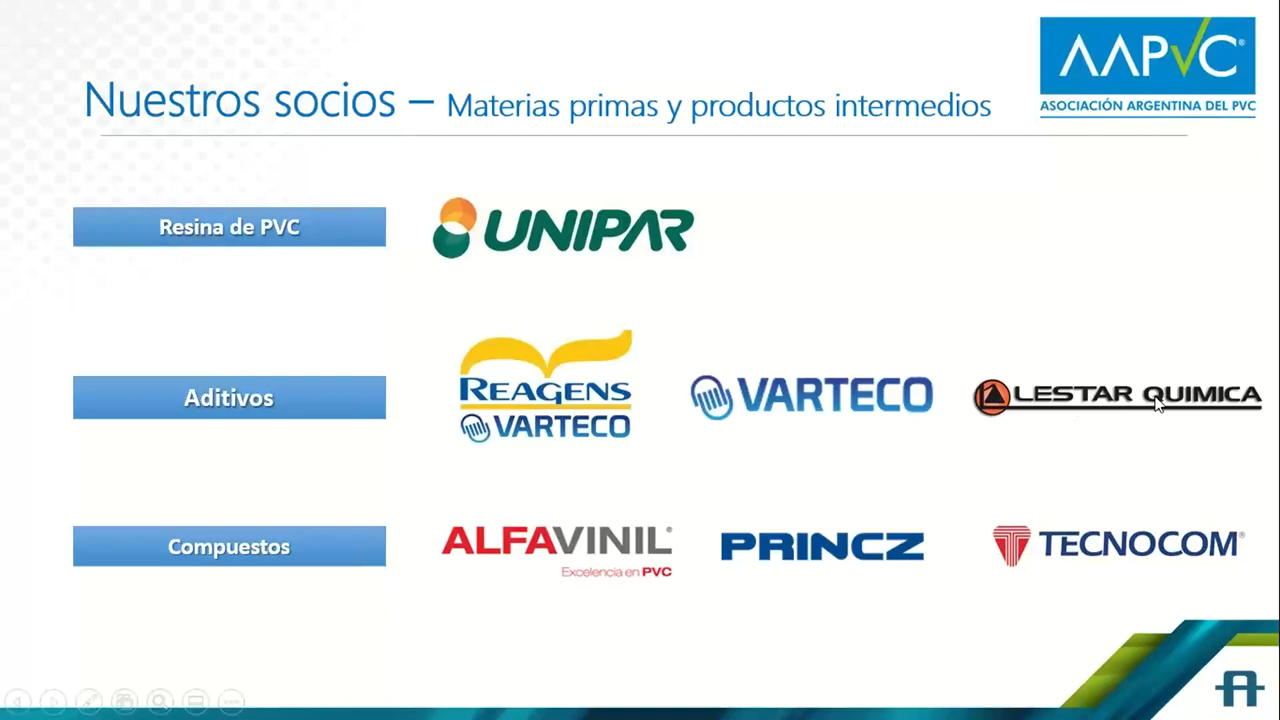 AAPVC®
ASOCIACIÓN ARGENTINA DEL PVC
Nuestros socios – Materias primas y productos intermedios
Resina de PVC
UNIPAR
Aditivos
REAGENS
VARTECO
VARTECO
LESTAR QUIMICA
Compuestos
ALFAVINIL®
Excelencia en PVC
PRINCZ
TECNOCOM®